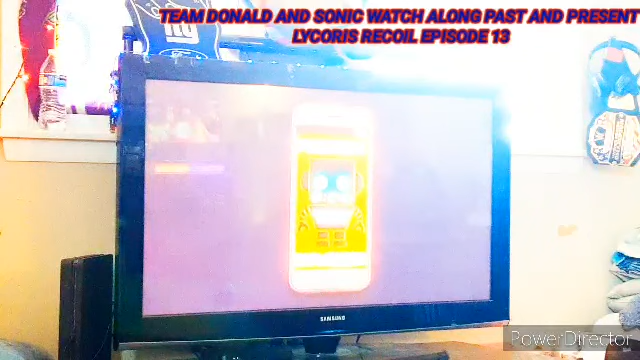 TEAM DONALD AND SONIC WATCH ALONG PAST AND PRESENT
LYCORIS RECOIL EPISODE 13
SAMSUNG
PowerDirector